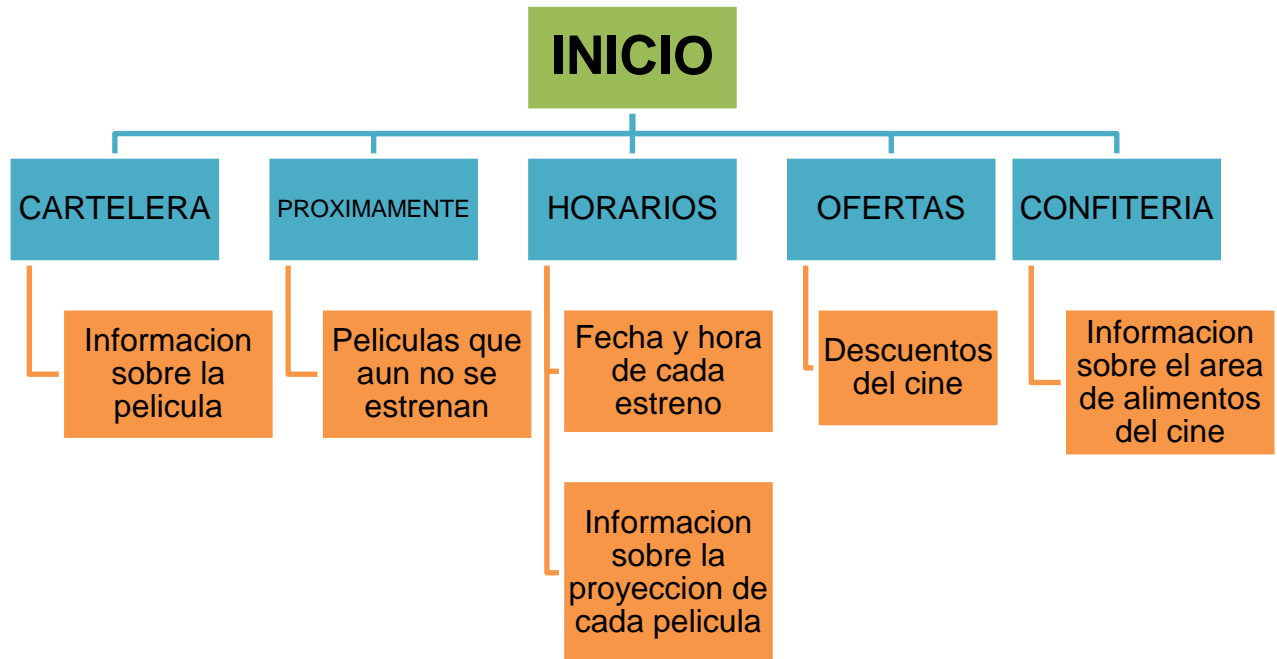 INICIO
CARTELERA
PROXIMAMENTE
HORARIOS
OFERTAS
CONFITERIA
Informacion
sobre la
pelicula
Peliculas que
aun no se
estrenan
Fecha y hora
de cada
estreno
Informacion
sobre la
proyeccion de
cada pelicula
Descuentos
del cine
Informacion
sobre el area
de alimentos
del cine